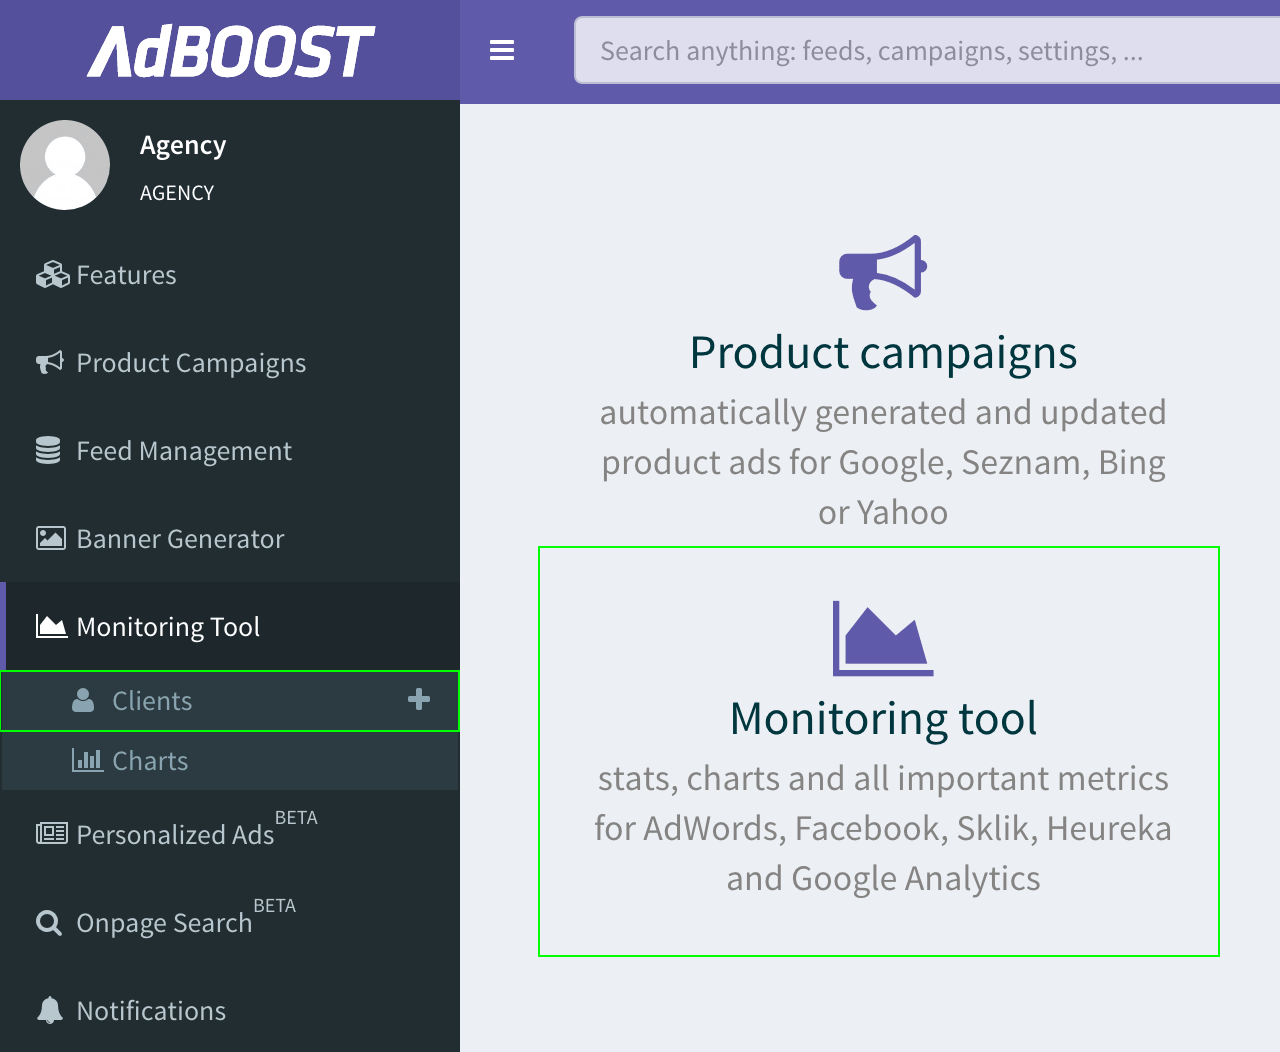 AdBOOST
Search anything: feeds, campaigns, settings, ...
Agency
AGENCY
Features
Product Campaigns
Feed Management
Banner Generator
Monitoring Tool
Clients
Charts
Personalized Ads BETA
Onpage Search BETA
Notifications
Product campaigns
automatically generated and updated
product ads for Google, Seznam, Bing
or Yahoo
Monitoring tool
stats, charts and all important metrics
for AdWords, Facebook, Sklik, Heureka
and Google Analytics